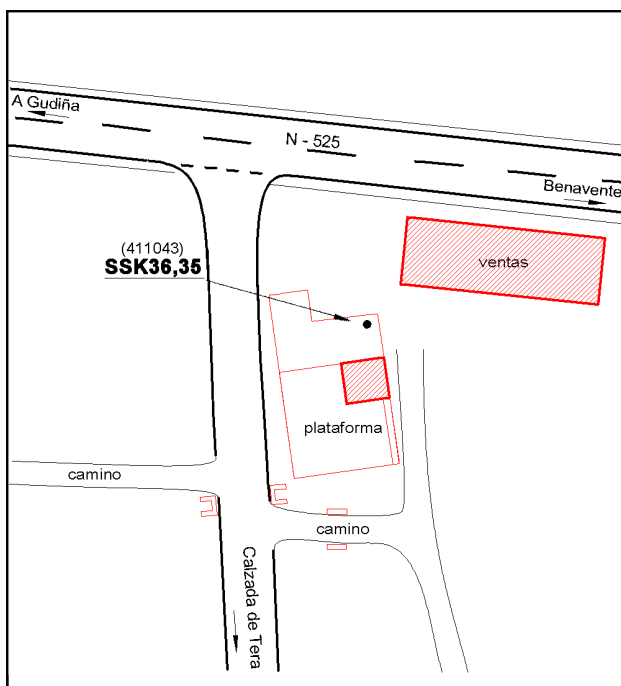 A Gudiña
N - 525
Benavente
(411043)
SSK36,35
ventas
plataforma
camino
camino
Calzada de Tera